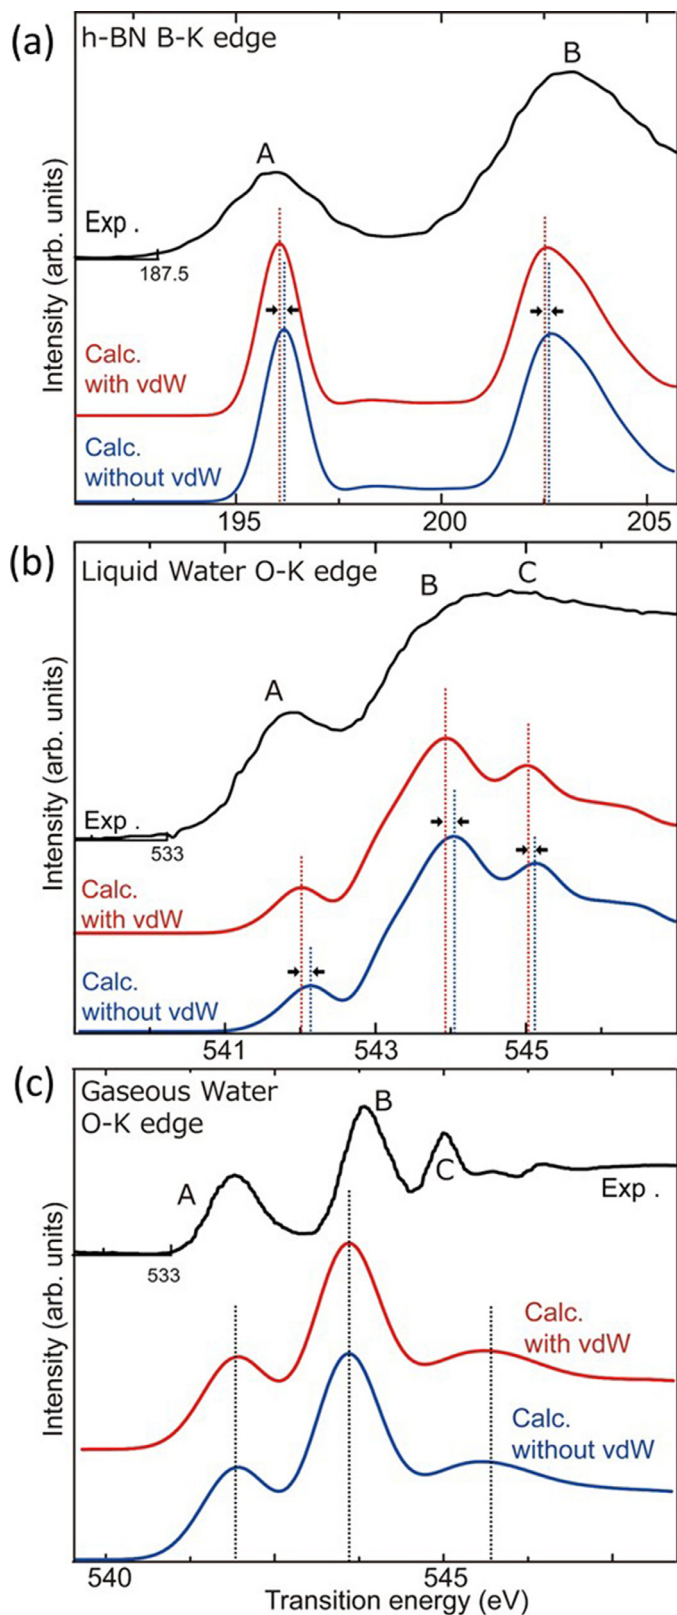 (a)
h-BN B-K edge
A
B
Exp .
187.5
Intensity (arb. units)
Calc.
with vdW
Calc.
without vdW
195
200
205
(b)
Liquid Water O-K edge
A
B
C
Exp .
533
Intensity (arb. units)
Calc.
with vdW
Calc.
without vdW
541
543
545
(c)
Gaseous Water
O-K edge
A
B
C
Exp .
533
Intensity (arb. units)
Calc.
with vdW
Calc.
without vdW
540
545
Transition energy (eV)